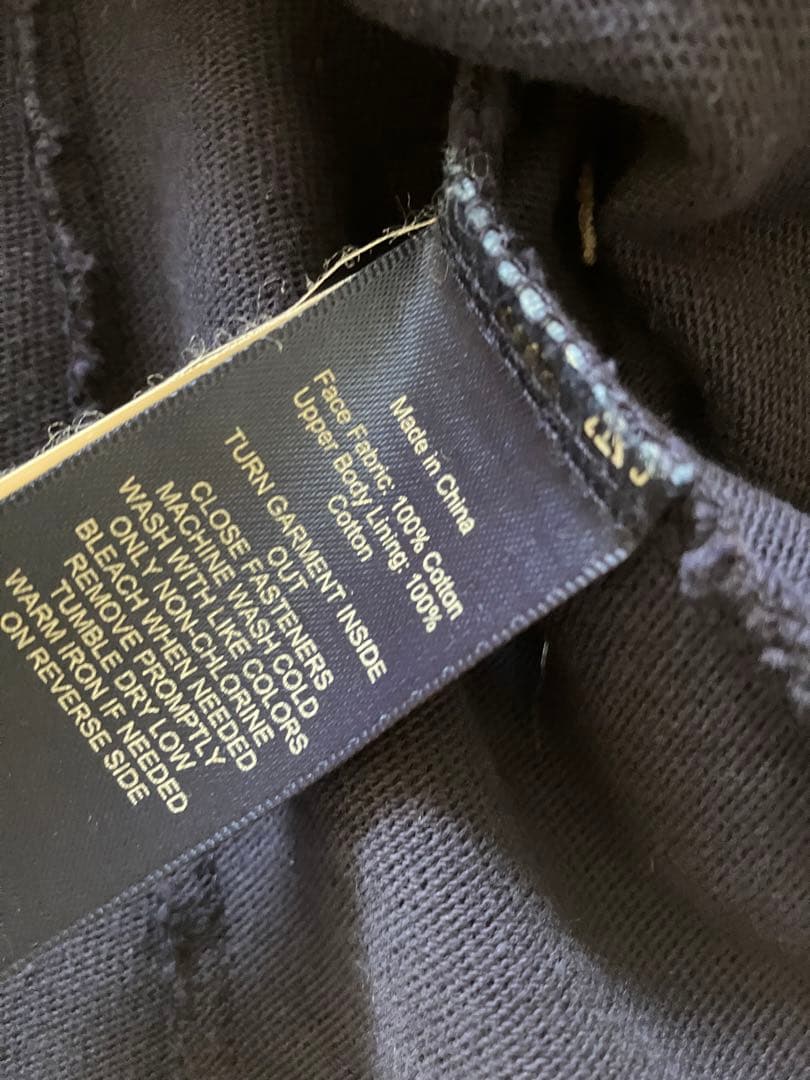 Made in China
Face Fabric: 100% Cotton
Upper Body Lining: 100%
Cotton
TURN GARMENT INSIDE
OUT
CLOSE FASTENERS
MACHINE WASH COLD
WASH WITH LIKE COLORS
ONLY NON-CHLORINE
BLEACH WHEN NEEDED
REMOVE PROMPTLY
TUMBLE DRY LOW
WARM IRON IF NEEDED
ON REVERSE SIDE